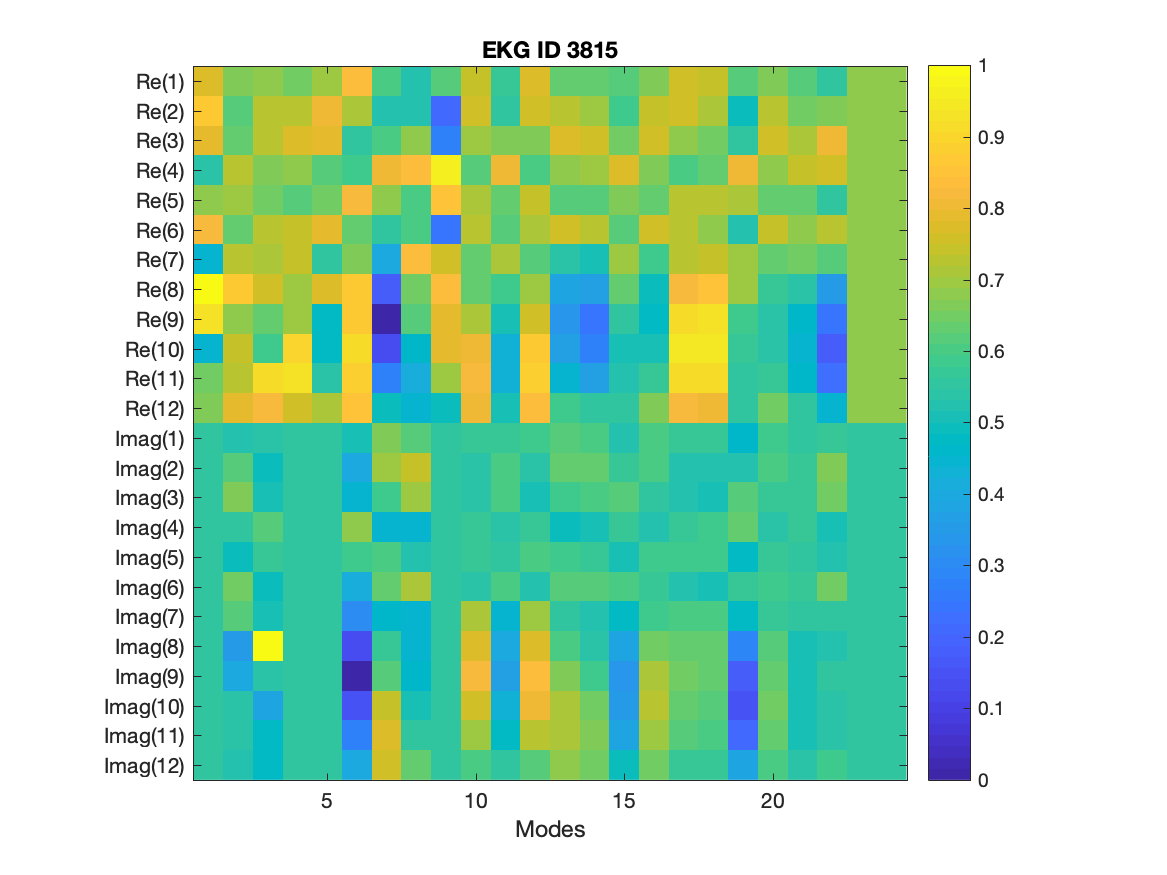 EKG ID 3815
Re(1)
Re(2)
Re(3)
Re(4)
Re(5)
Re(6)
Re(7)
Re(8)
Re(9)
Re(10)
Re(11)
Re(12)
Imag(1)
Imag(2)
Imag(3)
Imag(4)
Imag(5)
Imag(6)
Imag(7)
Imag(8)
Imag(9)
Imag(10)
Imag(11)
Imag(12)
5 10 15 20
Modes
1
0.9
0.8
0.7
0.6
0.5
0.4
0.3
0.2
0.1
0